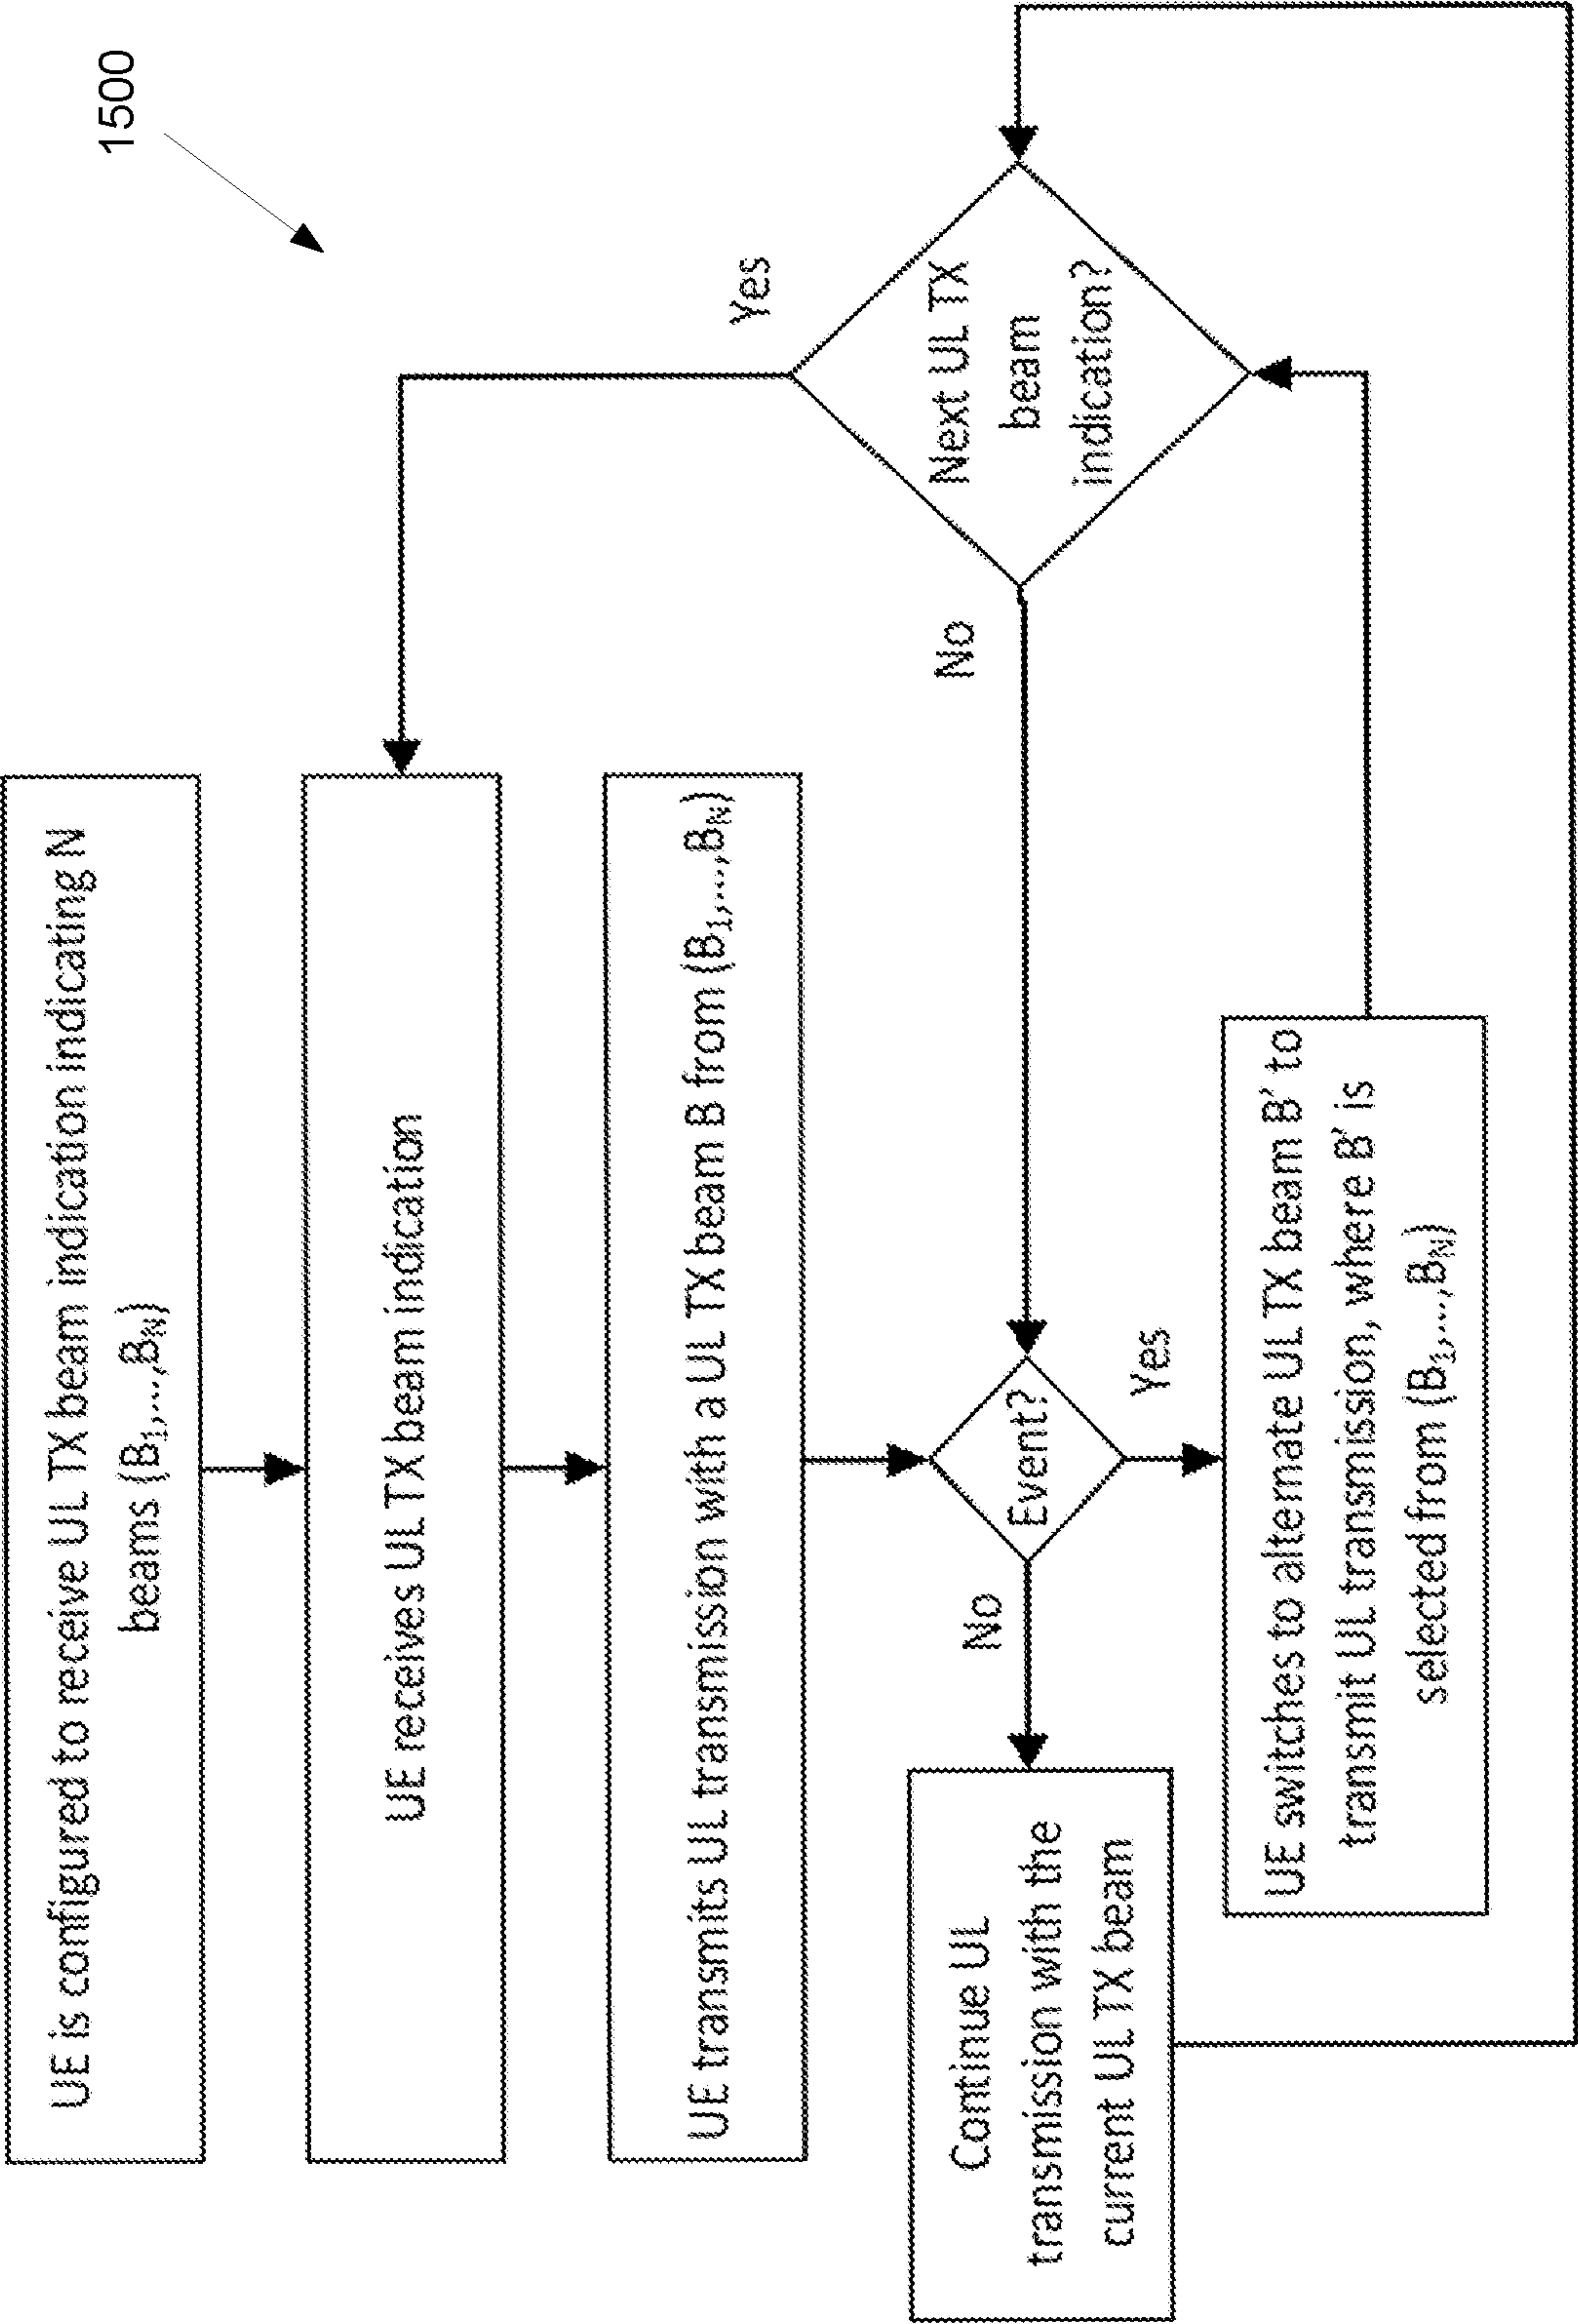 1500
UE is configured to receive UL TX beam indication indicating N
beams (B₁,...,B_N)
UE receives UL TX beam indication
UE transmits UL transmission with a UL TX beam B from (B₁,...,B_N)
Event?
No
Yes
Continue UL
transmission with the
current UL TX beam
UE switches to alternate UL TX beam B' to
transmit UL transmission, where B' is
selected from (B₁,...,B_N)
Next UL TX
beam
indication?
Yes
No